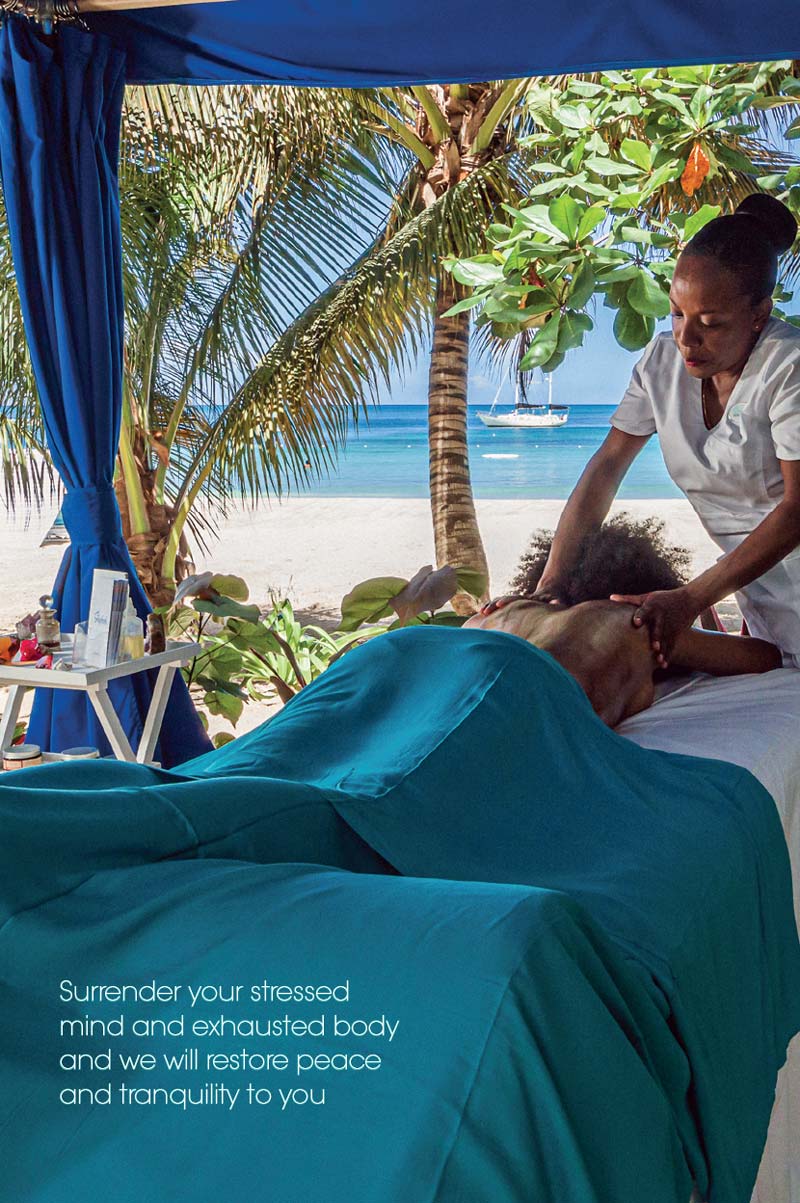 Surrender your stressed
mind and exhausted body
and we will restore peace
and tranquility to you